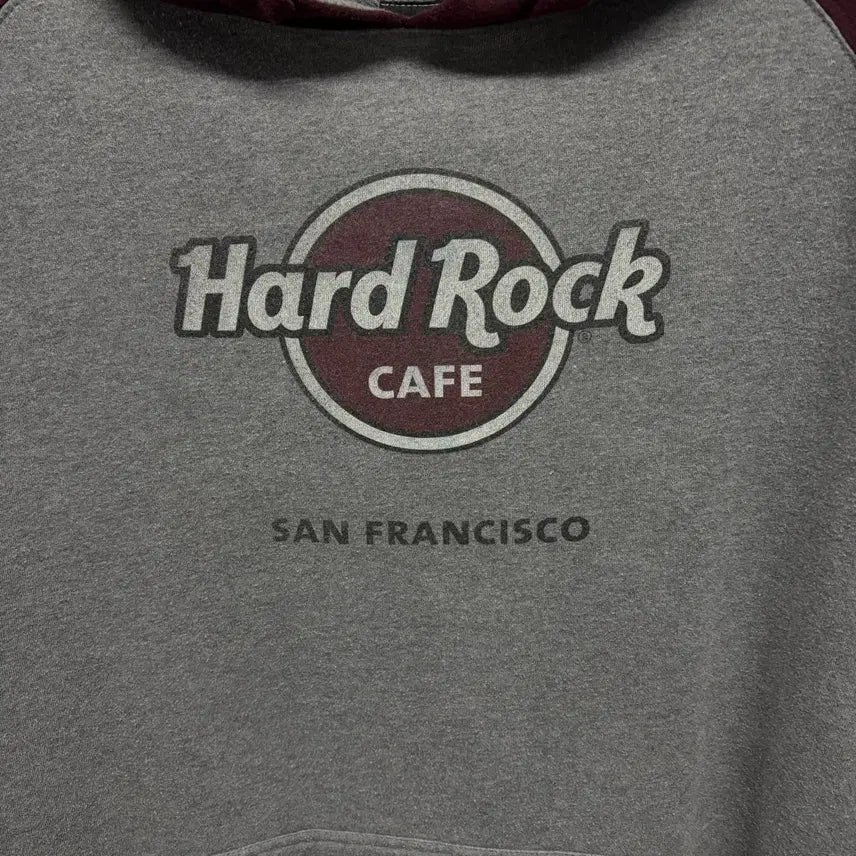 Hard Rock
CAFE
®
SAN FRANCISCO